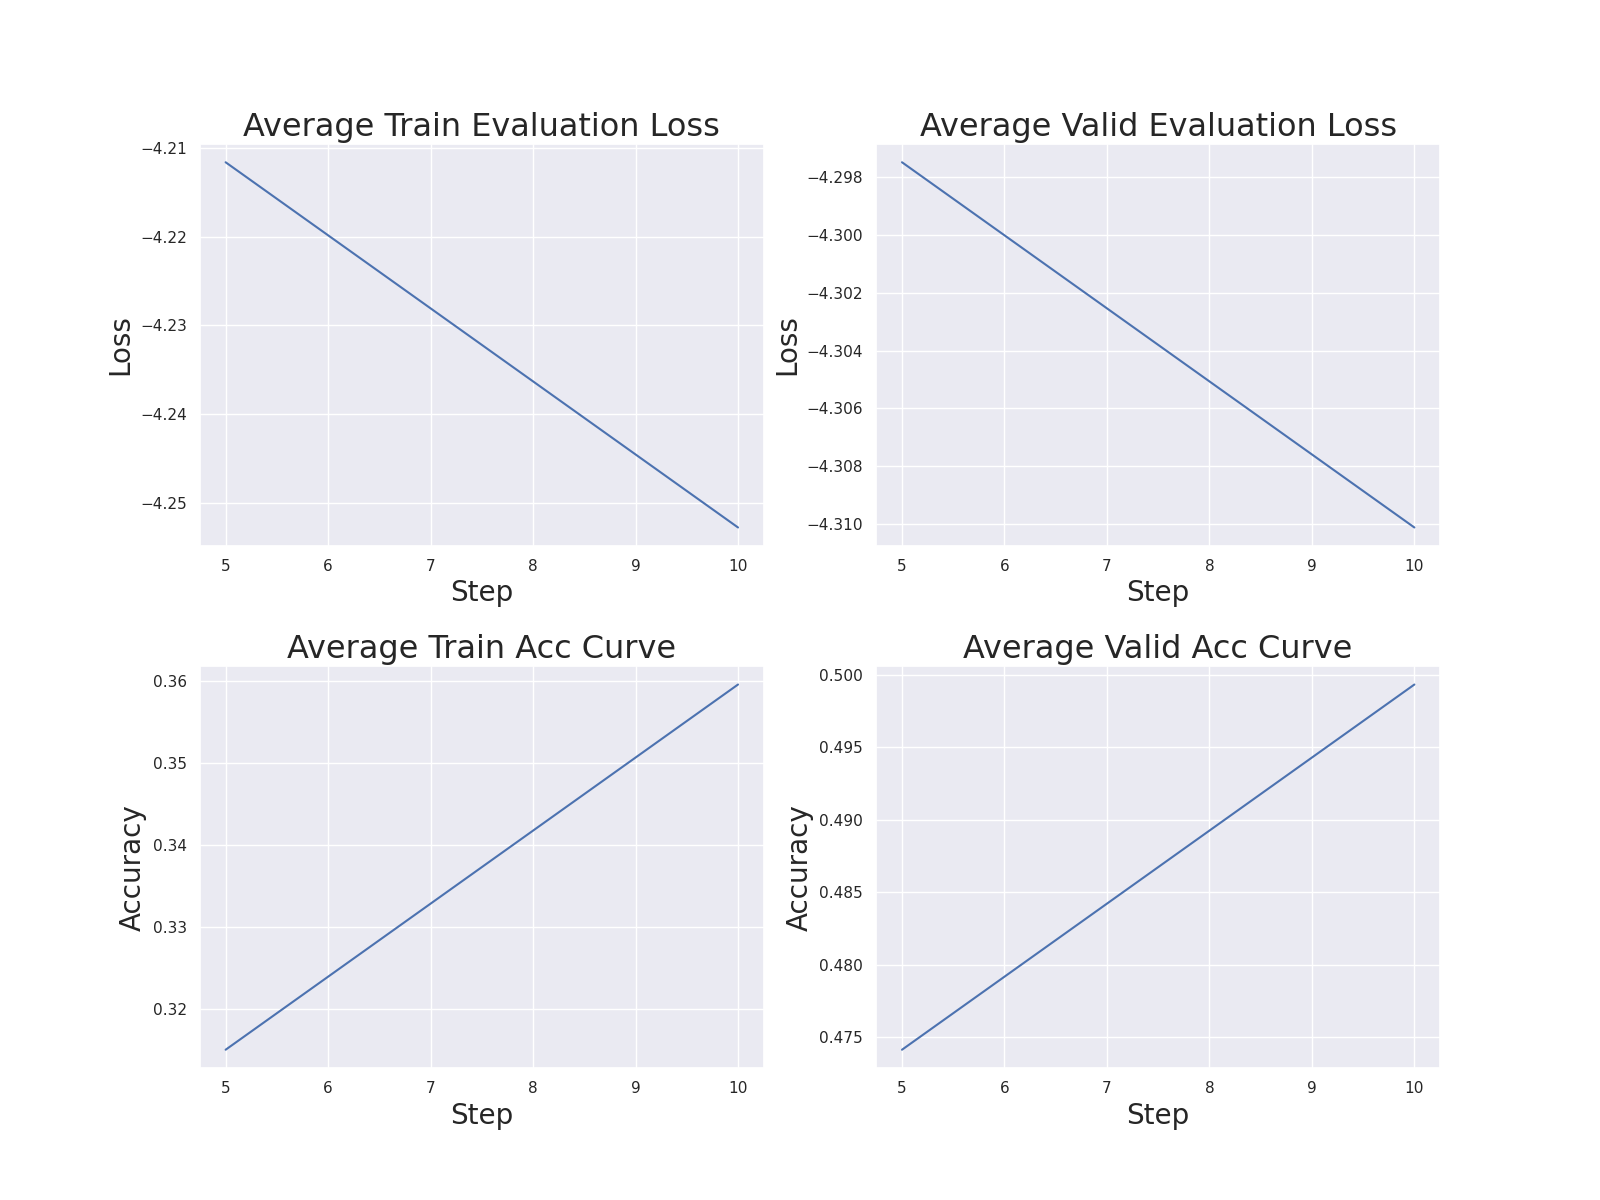 Average Train Evaluation Loss
−4.21
−4.22
−4.23
−4.24
−4.25
Loss
5 6 7 8 9 10
Step
Average Valid Evaluation Loss
−4.298
−4.300
−4.302
−4.304
−4.306
−4.308
−4.310
Loss
5 6 7 8 9 10
Step
Average Train Acc Curve
0.36
0.35
0.34
0.33
0.32
Accuracy
5 6 7 8 9 10
Step
Average Valid Acc Curve
0.500
0.495
0.490
0.485
0.480
0.475
Accuracy
5 6 7 8 9 10
Step